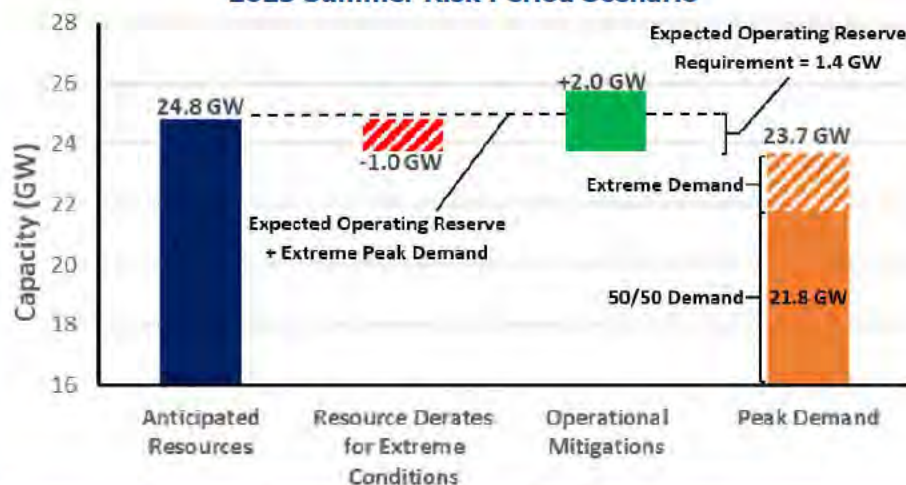 28
26
24
22
20
18
16
Capacity (GW)
Expected Operating Reserve
Requirement = 1.4 GW
24.8 GW
-1.0 GW
+2.0 GW
23.7 GW
Extreme Demand
Expected Operating Reserve
+ Extreme Peak Demand
50/50 Demand
21.8 GW
Anticipated
Resources
Resource Derates
for Extreme
Conditions
Operational
Mitigations
Peak Demand